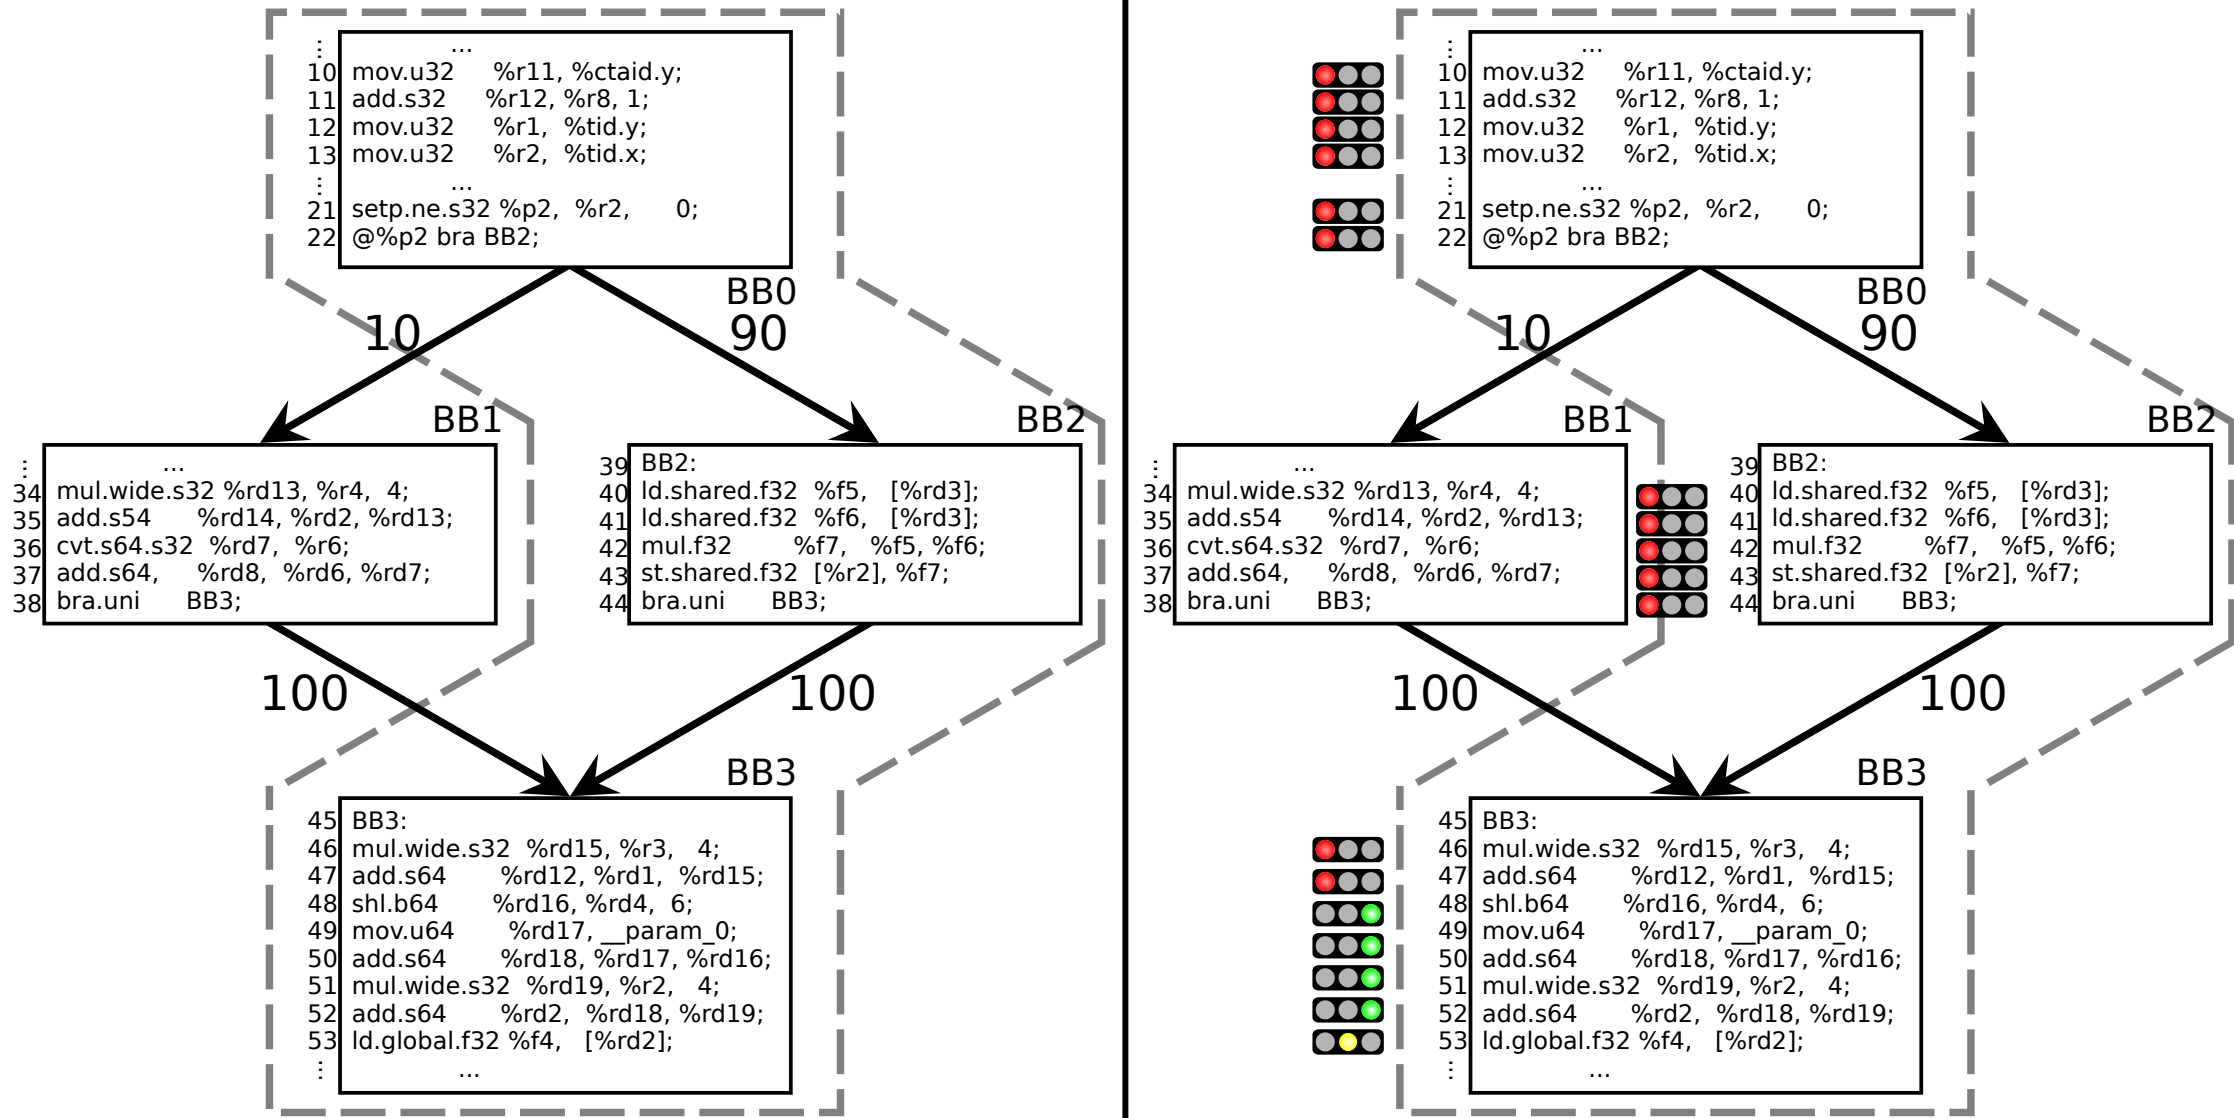 ⋮ ...
10 mov.u32 %r11, %ctaid.y;
11 add.s32 %r12, %r8, 1;
12 mov.u32 %r1, %tid.y;
13 mov.u32 %r2, %tid.x;
⋮ ...
21 setp.ne.s32 %p2, %r2, 0;
22 @%p2 bra BB2;
BB0
10
90
BB1
⋮ ...
34 mul.wide.s32 %rd13, %r4, 4;
35 add.s54 %rd14, %rd2, %rd13;
36 cvt.s64.s32 %rd7, %r6;
37 add.s64, %rd8, %rd6, %rd7;
38 bra.uni BB3;
BB2
39 BB2:
40 ld.shared.f32 %f5, [%rd3];
41 ld.shared.f32 %f6, [%rd3];
42 mul.f32 %f7, %f5, %f6;
43 st.shared.f32 [%r2], %f7;
44 bra.uni BB3;
100
100
BB3
45 BB3:
46 mul.wide.s32 %rd15, %r3, 4;
47 add.s64 %rd12, %rd1, %rd15;
48 shl.b64 %rd16, %rd4, 6;
49 mov.u64 %rd17, __param_0;
50 add.s64 %rd18, %rd17, %rd16;
51 mul.wide.s32 %rd19, %r2, 4;
52 add.s64 %rd2, %rd18, %rd19;
53 ld.global.f32 %f4, [%rd2];
⋮ ...
⋮ ...
10 mov.u32 %r11, %ctaid.y;
11 add.s32 %r12, %r8, 1;
12 mov.u32 %r1, %tid.y;
13 mov.u32 %r2, %tid.x;
⋮ ...
21 setp.ne.s32 %p2, %r2, 0;
22 @%p2 bra BB2;
BB0
10
90
BB1
⋮ ...
34 mul.wide.s32 %rd13, %r4, 4;
35 add.s54 %rd14, %rd2, %rd13;
36 cvt.s64.s32 %rd7, %r6;
37 add.s64, %rd8, %rd6, %rd7;
38 bra.uni BB3;
BB2
39 BB2:
40 ld.shared.f32 %f5, [%rd3];
41 ld.shared.f32 %f6, [%rd3];
42 mul.f32 %f7, %f5, %f6;
43 st.shared.f32 [%r2], %f7;
44 bra.uni BB3;
100
100
BB3
45 BB3:
46 mul.wide.s32 %rd15, %r3, 4;
47 add.s64 %rd12, %rd1, %rd15;
48 shl.b64 %rd16, %rd4, 6;
49 mov.u64 %rd17, __param_0;
50 add.s64 %rd18, %rd17, %rd16;
51 mul.wide.s32 %rd19, %r2, 4;
52 add.s64 %rd2, %rd18, %rd19;
53 ld.global.f32 %f4, [%rd2];
⋮ ...